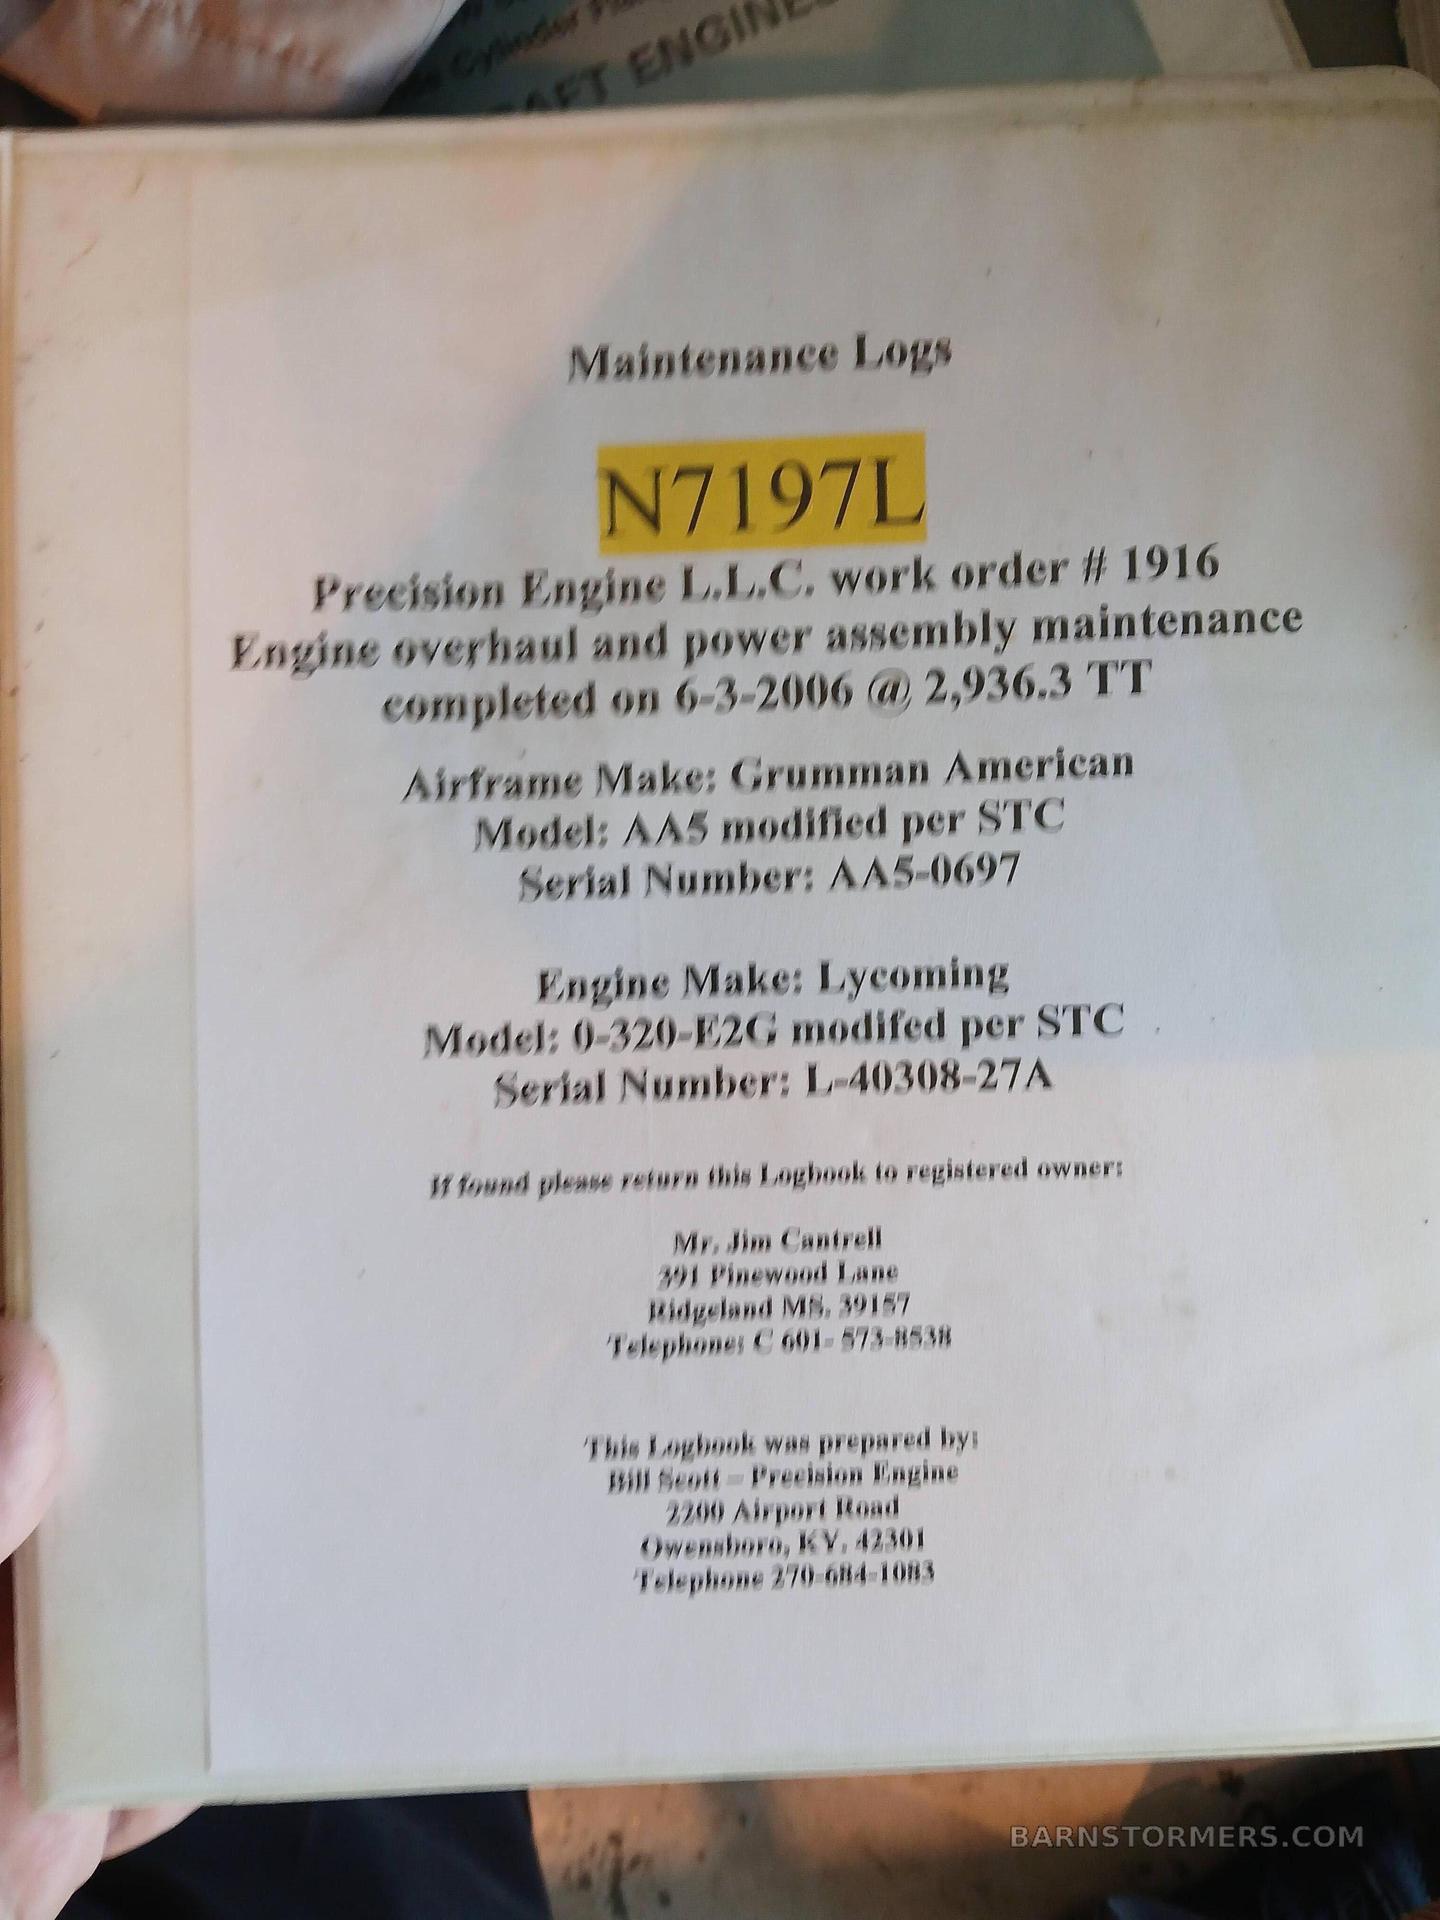 Cylinder
AFT ENGINES
Maintenance Logs
N7197L
Precision Engine L.L.C. work order # 1916
Engine overhaul and power assembly maintenance
completed on 6-3-2006 @ 2,936.3 TT
Airframe Make: Grumman American
Model: AA5 modified per STC
Serial Number: AA5-0697
Engine Make: Lycoming
Model: 0-320-E2G modifed per STC
Serial Number: L-40308-27A
If found please return this Logbook to registered owner:
Mr. Jim Cantrell
391 Pinewood Lane
Ridgeland MS. 39157
Telephone: C 601- 573-8538
This Logbook was prepared by:
Bill Scott – Precision Engine
2200 Airport Road
Owensboro, KY. 42301
Telephone 270-684-1083
BARNSTORMERS.COM